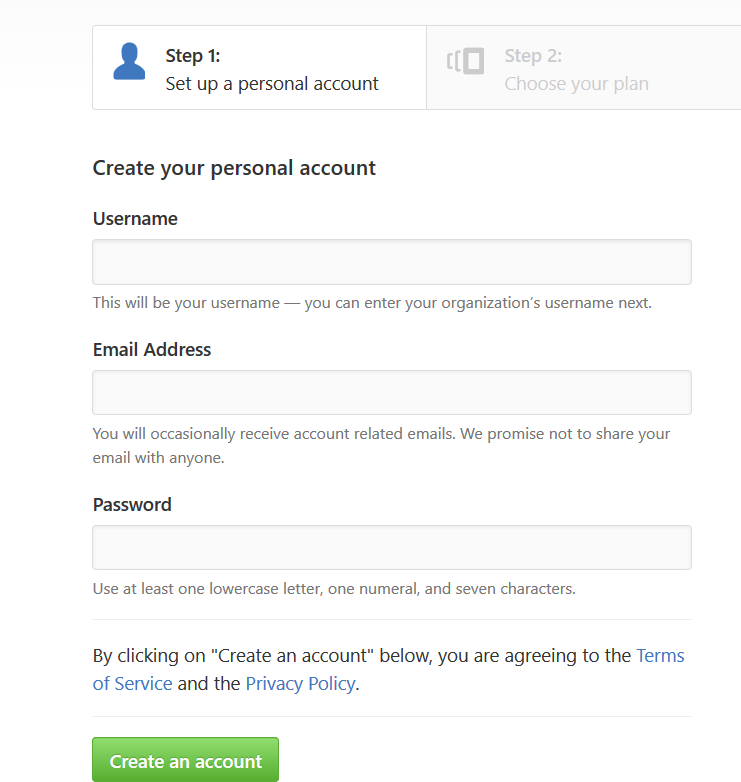 Step 1:
Set up a personal account
Step 2:
Choose your plan
Create your personal account
Username
This will be your username — you can enter your organization’s username next.
Email Address
You will occasionally receive account related emails. We promise not to share your
email with anyone.
Password
Use at least one lowercase letter, one numeral, and seven characters.
By clicking on "Create an account" below, you are agreeing to the Terms
of Service and the Privacy Policy.
Create an account